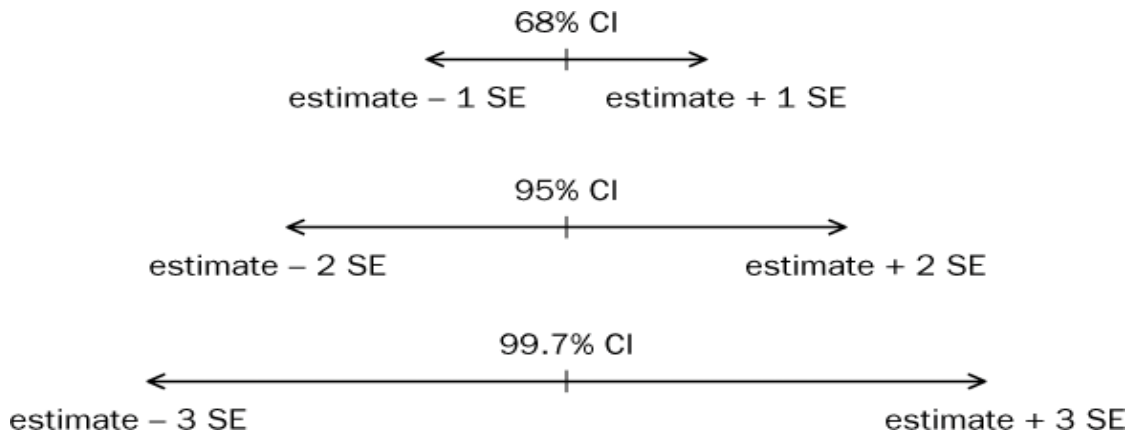 68% CI
estimate – 1 SE estimate + 1 SE
95% CI
estimate – 2 SE estimate + 2 SE
99.7% CI
estimate – 3 SE estimate + 3 SE